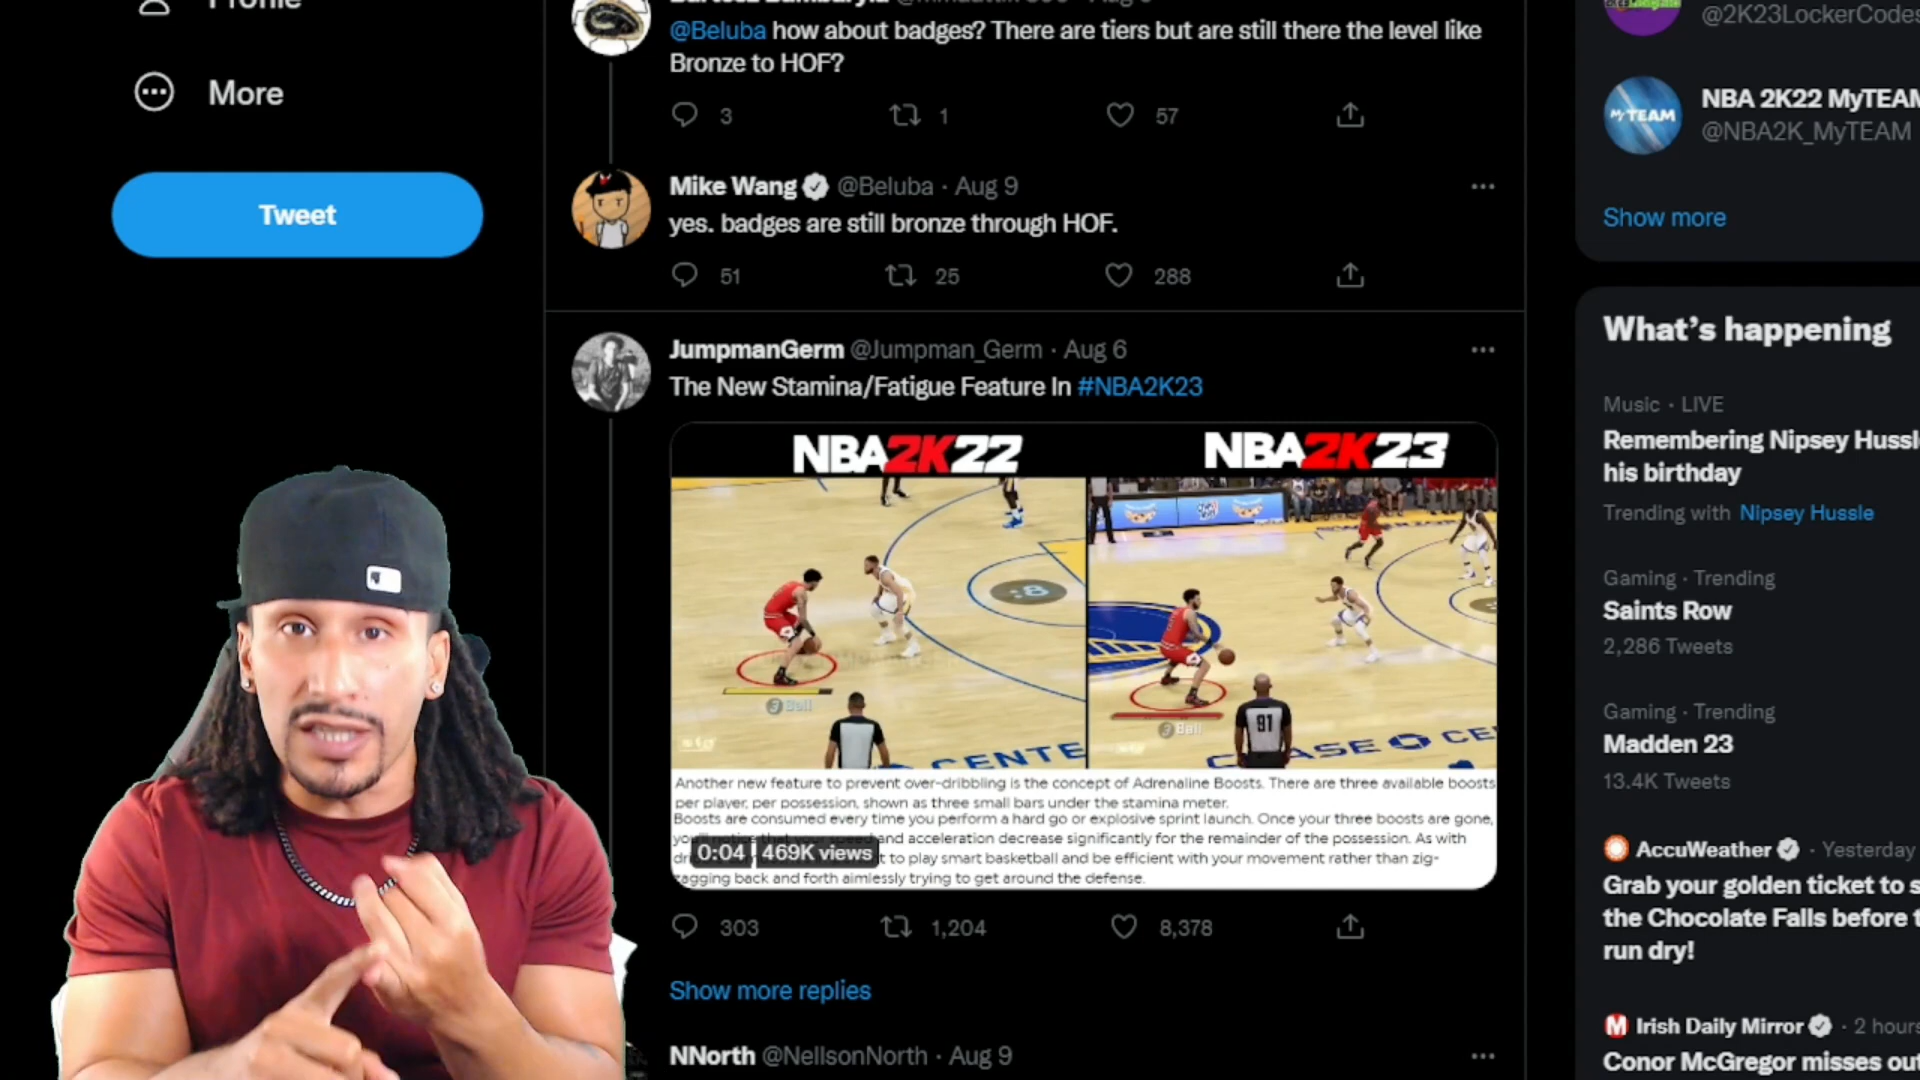 Profile
More
Tweet
@Beluba how about badges? There are tiers but are still there the level like
Bronze to HOF?
3 1 57
Mike Wang @Beluba · Aug 9
yes. badges are still bronze through HOF.
51 25 288
JumpmanGerm @Jumpman_Germ · Aug 6
The New Stamina/Fatigue Feature In #NBA2K23
NBA2K22 NBA2K23
3 Ball
3 Ball
91
CENTE
CHASE CE
Another new feature to prevent over-dribbling is the concept of Adrenaline Boosts. There are three available boosts
per player, per possession, shown as three small bars under the stamina meter.
Boosts are consumed every time you perform a hard go or explosive sprint launch. Once your three boosts are gone,
and acceleration decrease significantly for the remainder of the possession. As with
0:04 469K views
to play smart basketball and be efficient with your movement rather than zig-
zagging back and forth aimlessly trying to get around the defense.
303 1,204 8,378
Show more replies
NNorth @NellsonNorth · Aug 9
@2K23LockerCodes
MyTEAM
NBA 2K22 MyTEAM
@NBA2K_MyTEAM
Show more
What's happening
Music · LIVE
Remembering Nipsey Hussl
his birthday
Trending with Nipsey Hussle
Gaming · Trending
Saints Row
2,286 Tweets
Gaming · Trending
Madden 23
13.4K Tweets
AccuWeather · Yesterday
Grab your golden ticket to s
the Chocolate Falls before t
run dry!
Irish Daily Mirror · 2 hours
Conor McGregor misses out